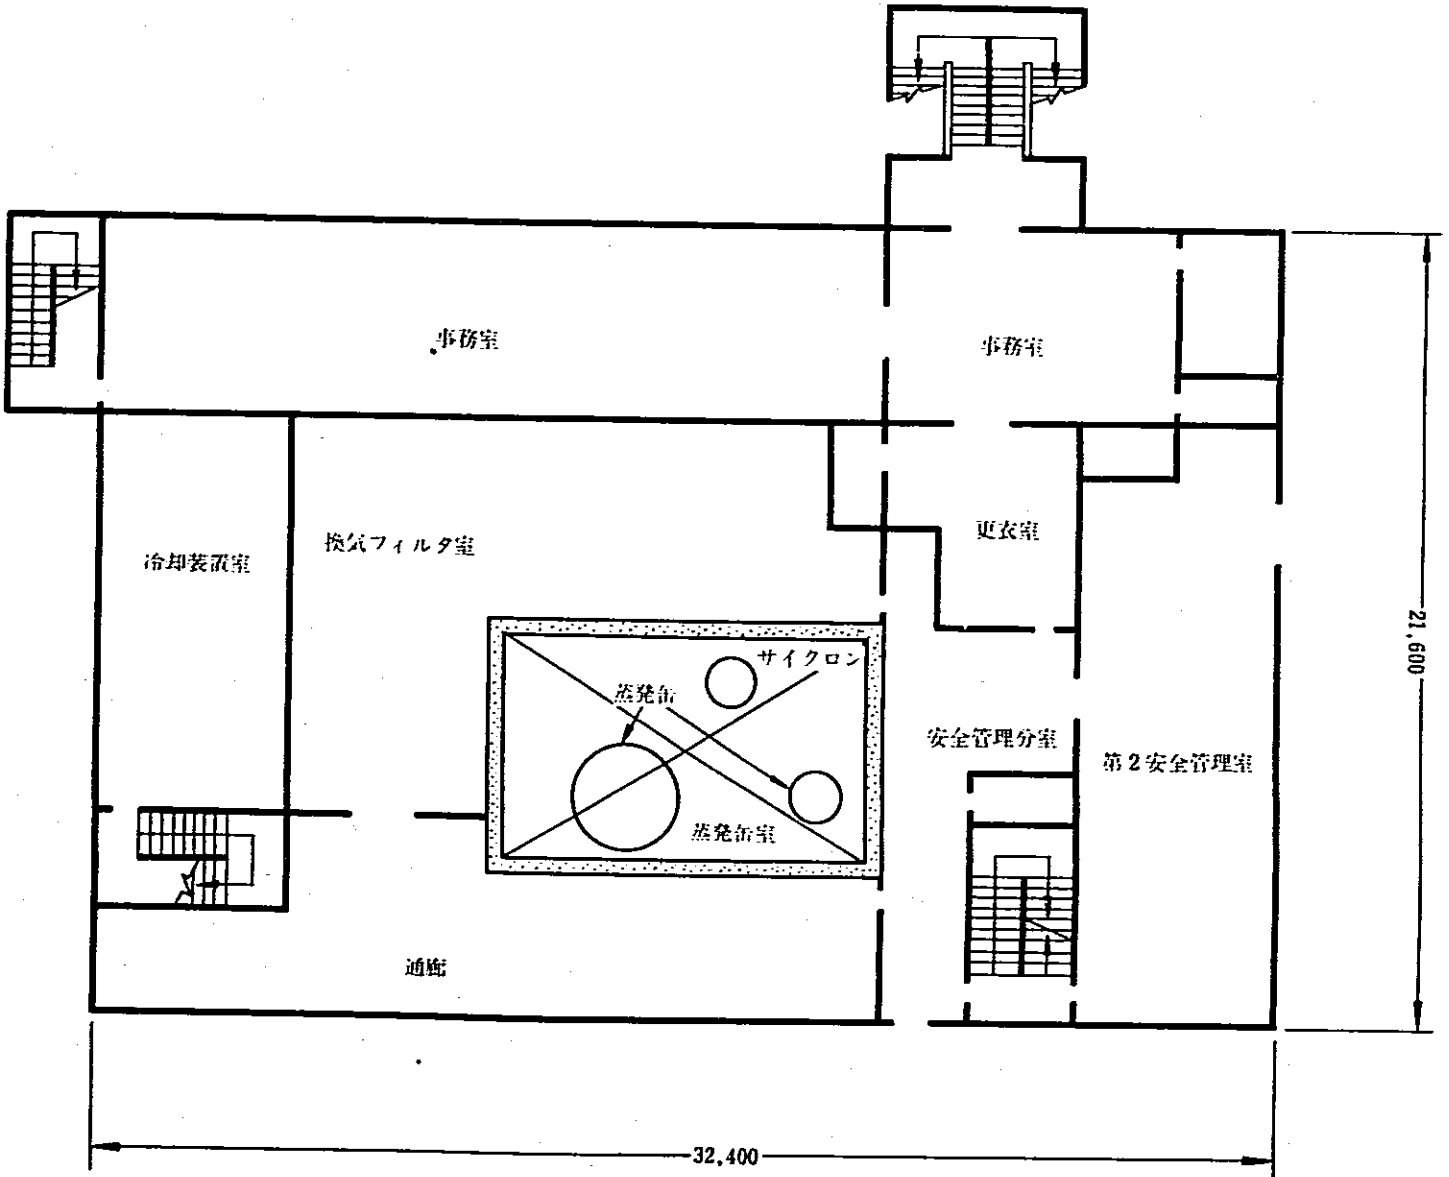 事務室
事務室
冷却装置室
換気フィルタ室
更衣室
サイクロン
蒸発缶
蒸発缶室
安全管理分室
第2安全管理室
通廊
21,600
32,400